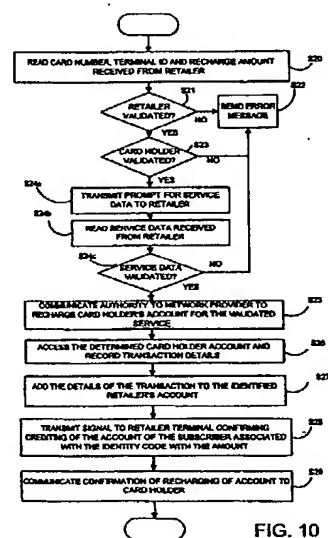 S20
READ CARD NUMBER, TERMINAL ID AND RECHARGE AMOUNT
RECEIVED FROM RETAILER
S21
S22
RETAILER
VALIDATED?
NO
SEND ERROR
MESSAGE
YES
S23
CARD HOLDER
VALIDATED?
NO
YES
S24a
TRANSMIT PROMPT FOR SERVICE
DATA TO RETAILER
S24b
READ SERVICE DATA RECEIVED
FROM RETAILER
S24c
SERVICE DATA
VALIDATED?
NO
YES
S25
COMMUNICATE AUTHORITY TO NETWORK PROVIDER TO
RECHARGE CARD HOLDER'S ACCOUNT FOR THE VALIDATED
SERVICE
S26
ACCESS THE DETERMINED CARD HOLDER ACCOUNT AND
RECORD TRANSACTION DETAILS
S27
ADD THE DETAILS OF THE TRANSACTION TO THE IDENTIFIED
RETAILER'S ACCOUNT
S28
TRANSMIT SIGNAL TO RETAILER TERMINAL CONFIRMING
CREDITING OF THE ACCOUNT OF THE SUBSCRIBER ASSOCIATED
WITH THE IDENTITY CODE WITH THE AMOUNT
S29
COMMUNICATE CONFIRMATION OF RECHARGING OF ACCOUNT TO
CARD HOLDER
FIG. 10